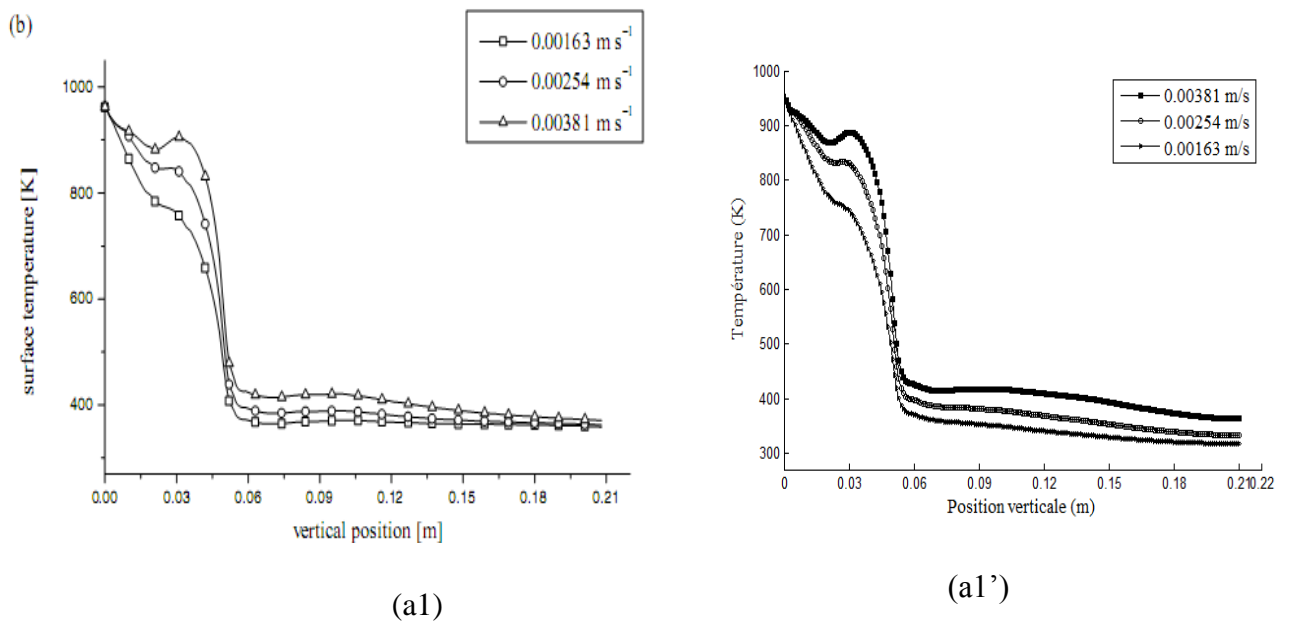 (b)
0.00163 m s⁻¹
0.00254 m s⁻¹
0.00381 m s⁻¹
1000
800
600
400
surface temperature [K]
0.00 0.03 0.06 0.09 0.12 0.15 0.18 0.21
vertical position [m]
(a1)
0.00381 m/s
0.00254 m/s
0.00163 m/s
1000
900
800
700
600
500
400
300
Température (K)
0 0.03 0.06 0.09 0.12 0.15 0.18 0.210.22
Position verticale (m)
(a1’)